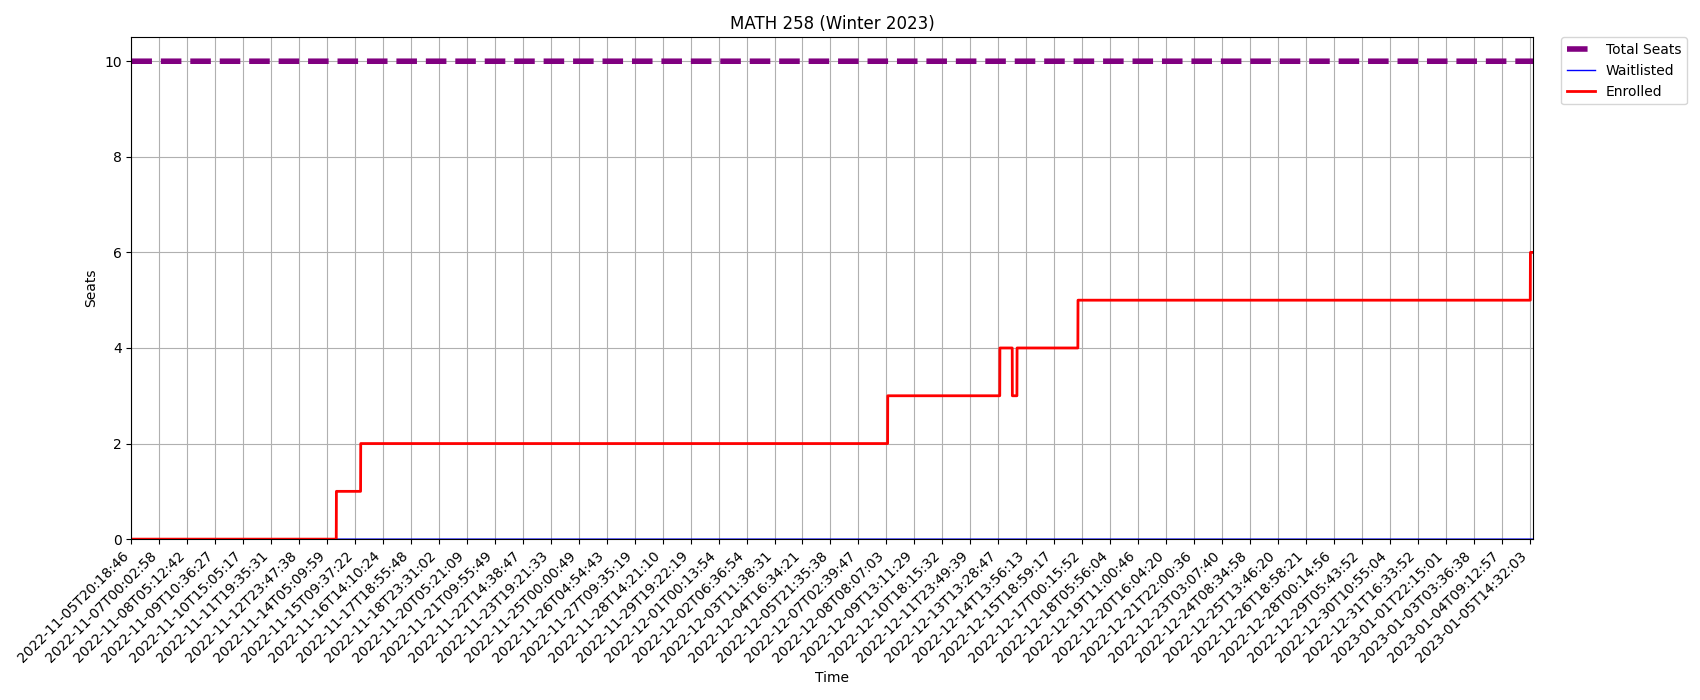 MATH 258 (Winter 2023)
Total Seats
Waitlisted
Enrolled
10
8
6
4
2
0
Seats
2022-11-05T20:18:46
2022-11-07T00:02:58
2022-11-08T05:12:42
2022-11-09T10:36:27
2022-11-10T15:05:17
2022-11-11T19:35:31
2022-11-12T23:47:38
2022-11-14T05:09:59
2022-11-15T09:37:22
2022-11-16T14:10:24
2022-11-17T18:55:48
2022-11-18T23:31:02
2022-11-20T05:21:09
2022-11-21T09:55:49
2022-11-22T14:38:47
2022-11-23T19:21:33
2022-11-25T00:00:49
2022-11-26T04:54:43
2022-11-27T09:35:19
2022-11-28T14:21:10
2022-11-29T19:22:19
2022-12-01T00:13:54
2022-12-02T06:36:54
2022-12-03T11:38:31
2022-12-04T16:34:21
2022-12-05T21:35:38
2022-12-07T02:39:47
2022-12-08T08:07:03
2022-12-09T13:11:29
2022-12-10T18:15:32
2022-12-11T23:49:39
2022-12-13T13:28:47
2022-12-14T13:56:13
2022-12-15T18:59:17
2022-12-17T00:15:52
2022-12-18T05:56:04
2022-12-19T11:00:46
2022-12-20T16:04:20
2022-12-21T22:00:36
2022-12-23T03:07:40
2022-12-24T08:34:58
2022-12-25T13:46:20
2022-12-26T18:58:21
2022-12-28T00:14:56
2022-12-29T05:43:52
2022-12-30T10:55:04
2022-12-31T16:33:52
2023-01-01T22:15:01
2023-01-03T03:36:38
2023-01-04T09:12:57
2023-01-05T14:32:03
Time